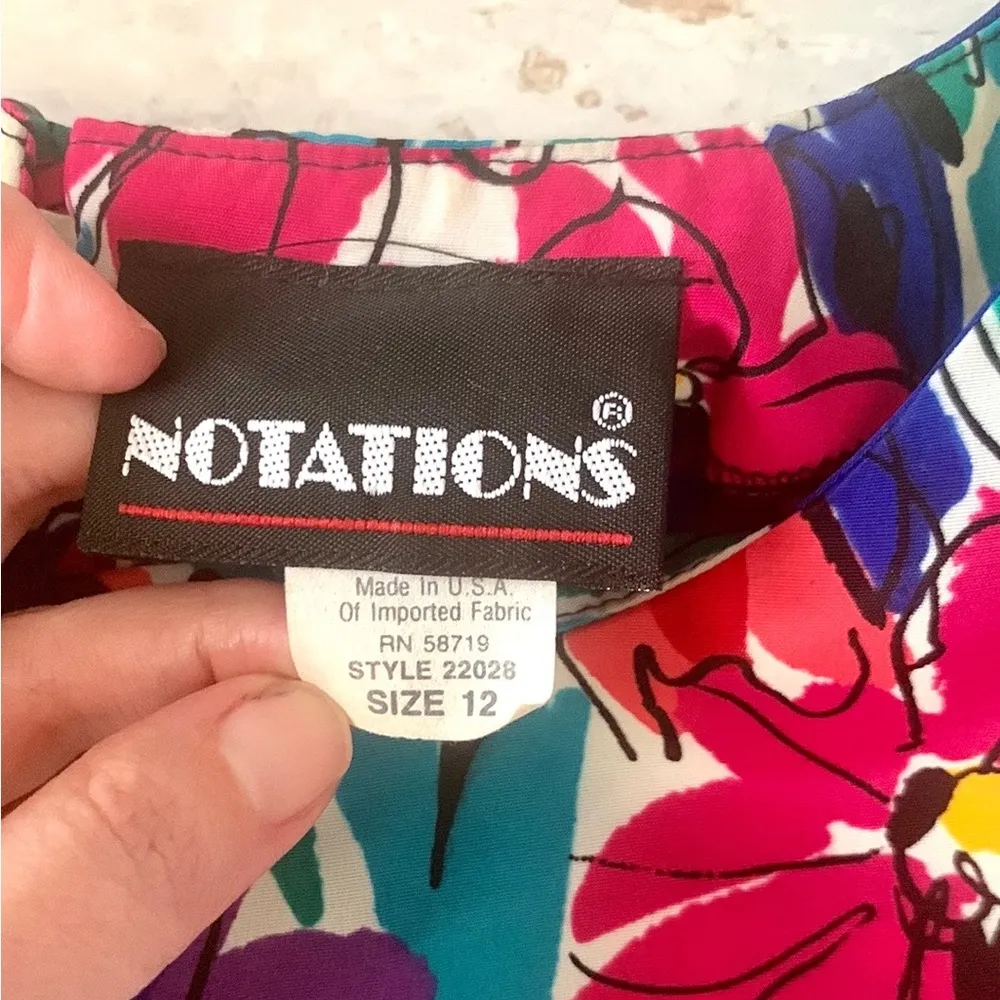 NOTATIONS®
Made In U.S.A.
Of Imported Fabric
RN 58719
STYLE 22028
SIZE 12